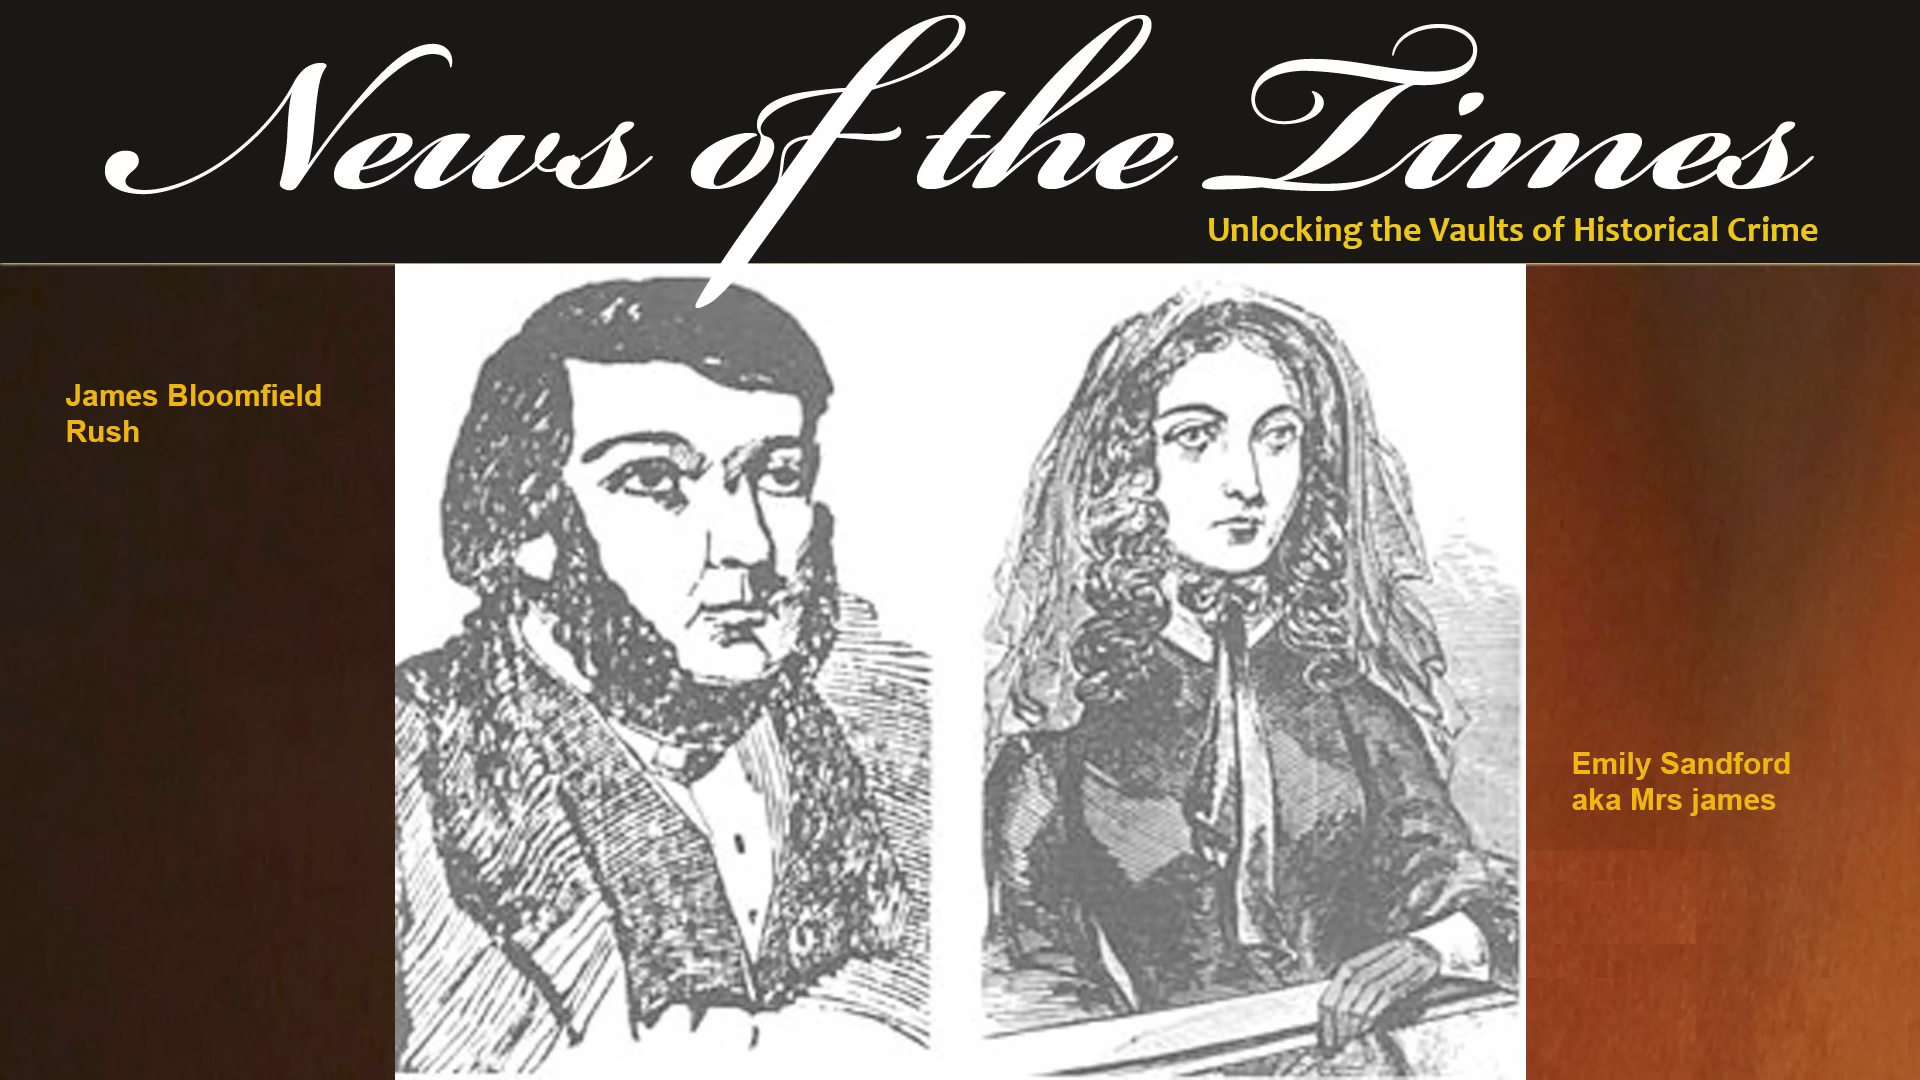 News of the Times
Unlocking the Vaults of Historical Crime
James Bloomfield
Rush
Emily Sandford
aka Mrs james